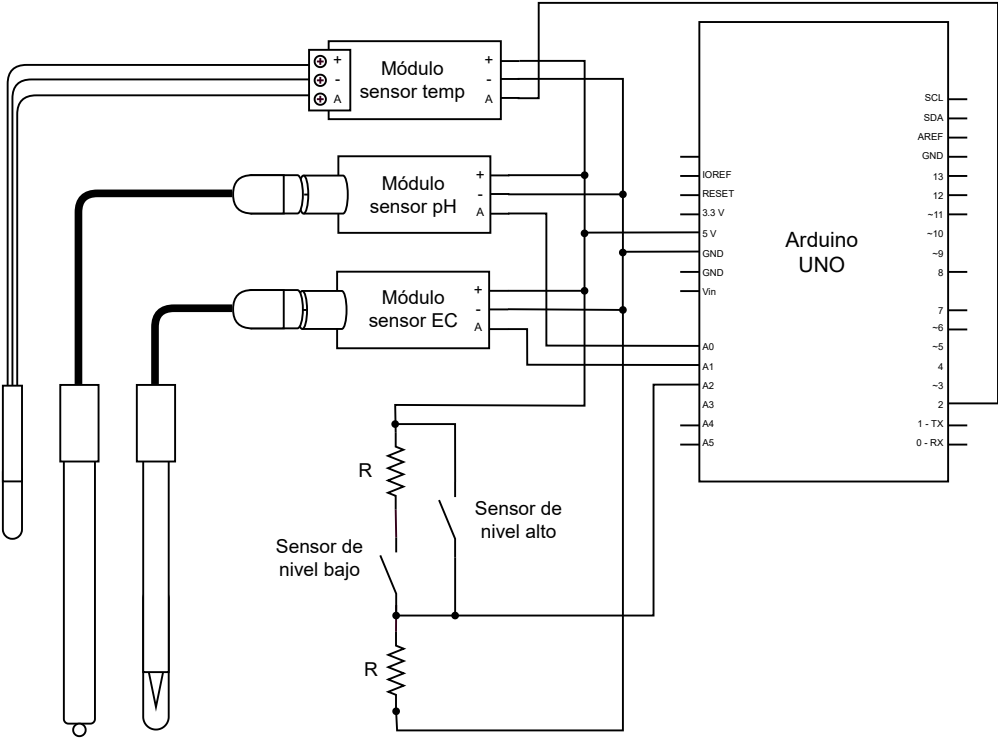 +
-
A
Módulo
sensor temp
+
-
A
Módulo
sensor pH
+
-
A
Módulo
sensor EC
+
-
A
R
Sensor de
nivel alto
Sensor de
nivel bajo
R
Arduino
UNO
IOREF
RESET
3.3 V
5 V
GND
GND
Vin
A0
A1
A2
A3
A4
A5
SCL
SDA
AREF
GND
13
12
~11
~10
~9
8
7
~6
~5
4
~3
2
1 - TX
0 - RX